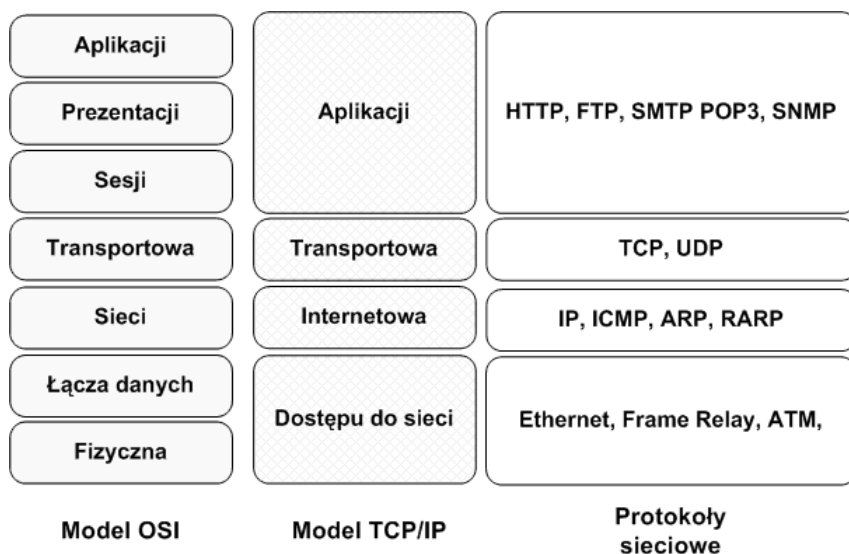 Aplikacji
Prezentacji
Sesji
Transportowa
Sieci
Łącza danych
Fizyczna
Model OSI
Aplikacji
Transportowa
Internetowa
Dostępu do sieci
Model TCP/IP
HTTP, FTP, SMTP POP3, SNMP
TCP, UDP
IP, ICMP, ARP, RARP
Ethernet, Frame Relay, ATM,
Protokoły
sieciowe